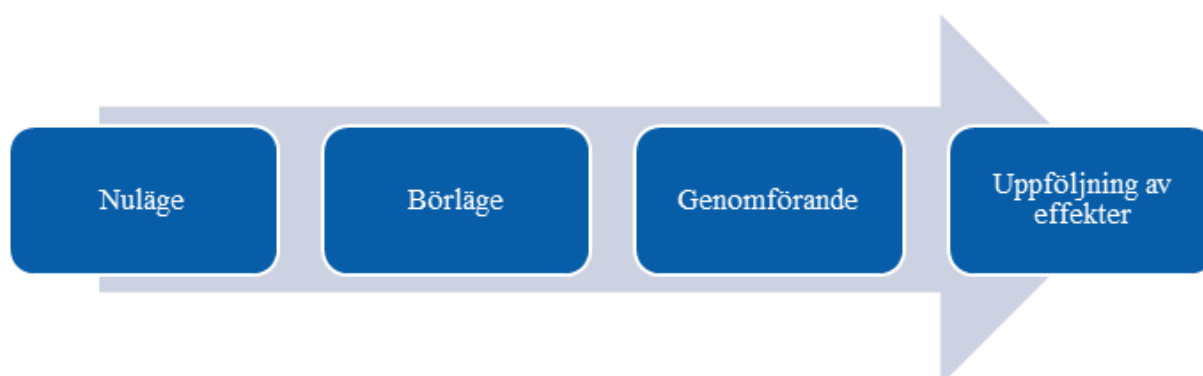 Nuläge
Börläge
Genomförande
Uppföljning av
effekter